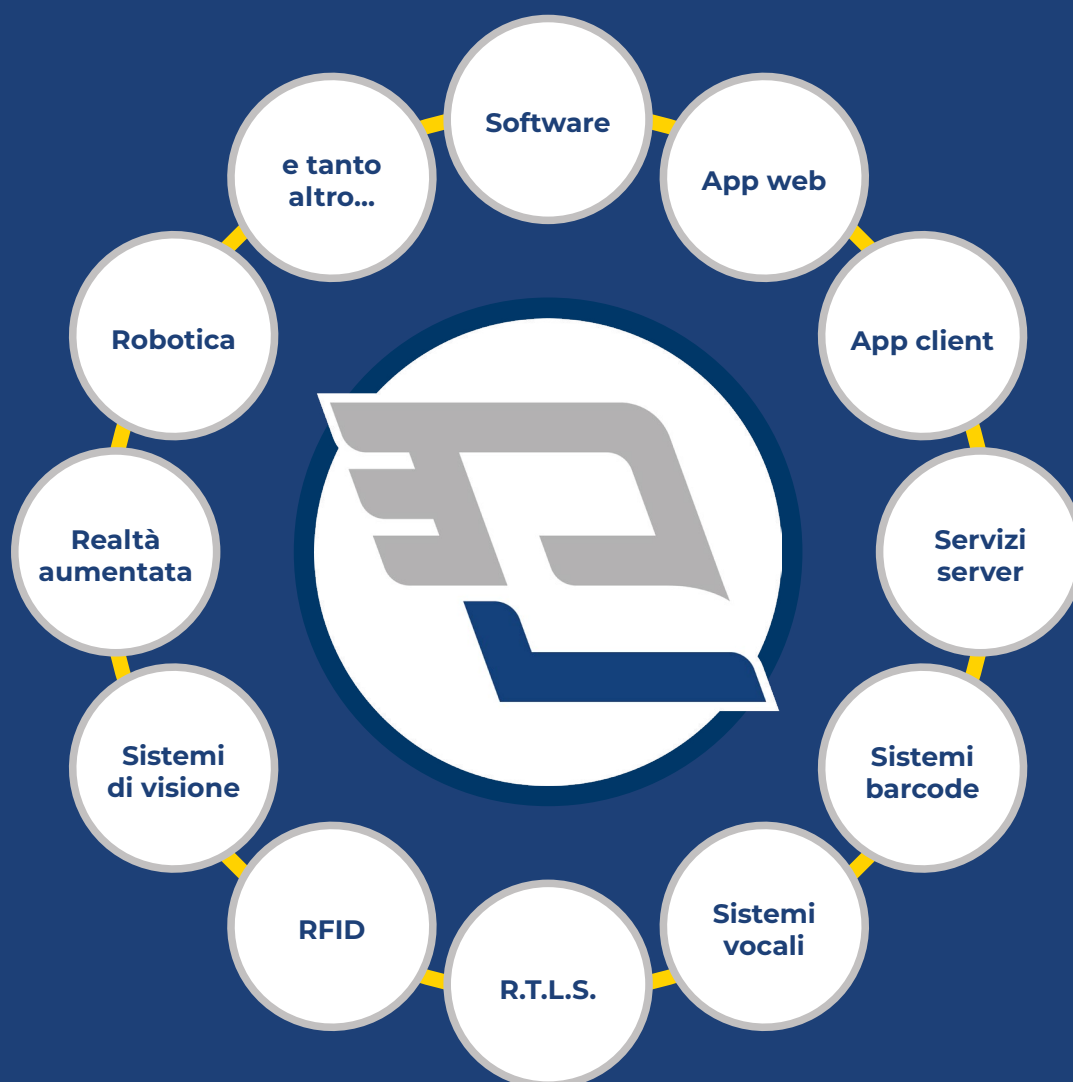 Software
App web
App client
Servizi
server
Sistemi
barcode
Sistemi
vocali
R.T.L.S.
RFID
Sistemi
di visione
Realtà
aumentata
Robotica
e tanto
altro...